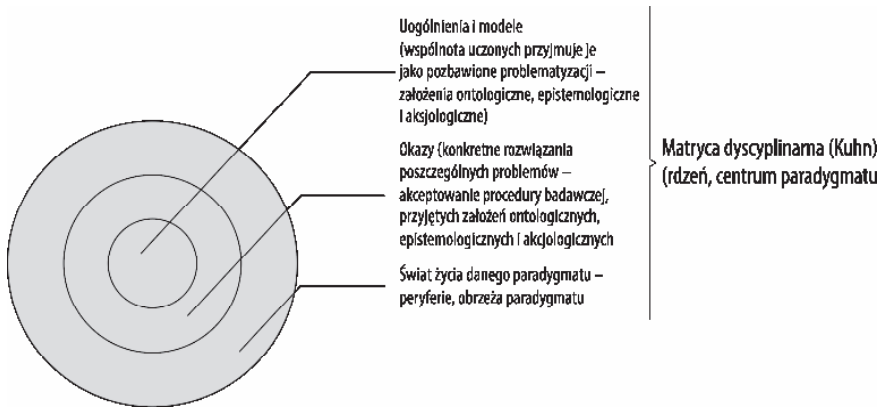 Uogólnienia i modele
(wspólnota uczonych przyjmuje je
jako pozbawione problematyzacji –
założenia ontologiczne, epistemologiczne
i aksjologiczne)
Okazy (konkretne rozwiązania
poszczególnych problemów –
akceptowanie procedury badawczej,
przyjętych założeń ontologicznych,
epistemologicznych i akcjologicznych
Świat życia danego paradygmatu –
peryferie, obrzeża paradygmatu
Matryca dyscyplinarna (Kuhn)
(rdzeń, centrum paradygmatu